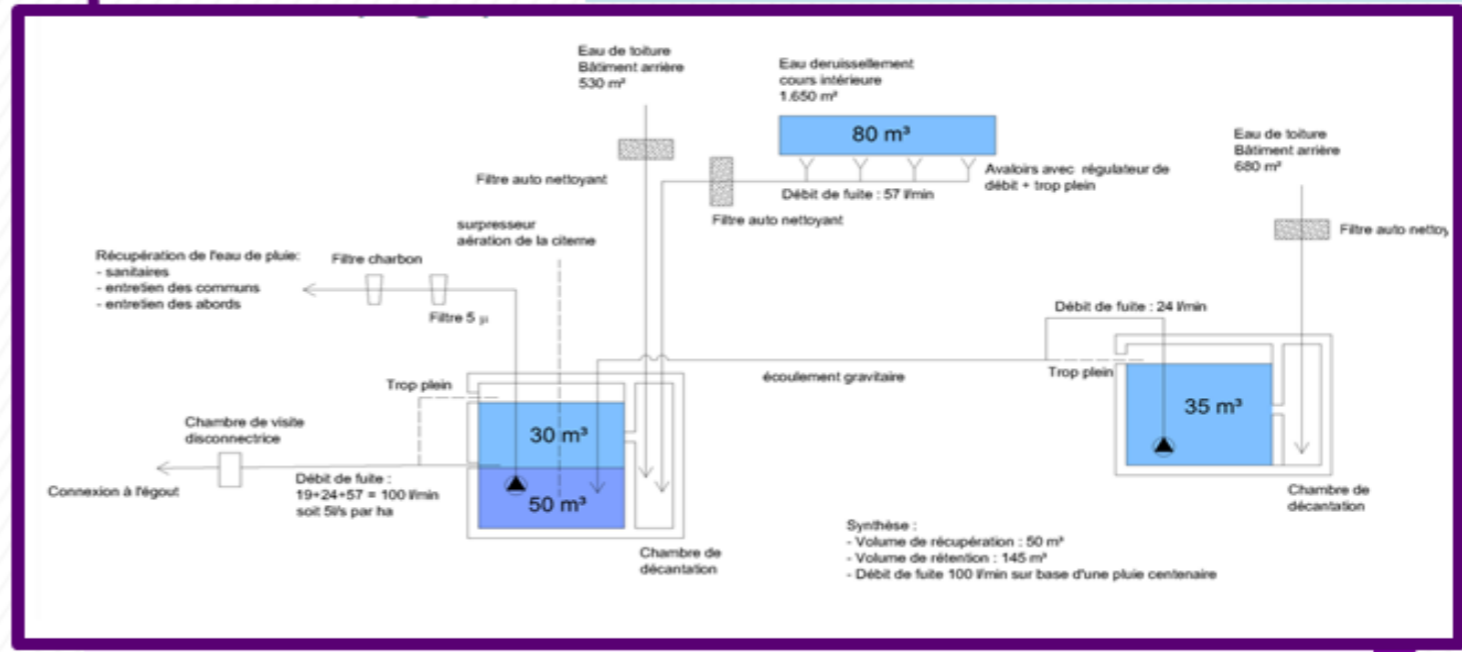 Eau de toiture
Bâtiment arrière
530 m²
Eau deruissellement
cours intérieure
1.650 m²
80 m³
Eau de toiture
Bâtiment arrière
680 m²
Filtre auto nettoyant
Avaloirs avec régulateur de
débit + trop plein
Débit de fuite : 57 l/min
Filtre auto nettoyant
Filtre auto nettoy
surpresseur
aération de la citerne
Récupération de l'eau de pluie:
- sanitaires
- entretien des communs
- entretien des abords
Filtre charbon
Filtre 5 µ
Débit de fuite : 24 l/min
Trop plein
écoulement gravitaire
Trop plein
35 m³
Chambre de visite
disconnectrice
30 m³
Connexion à l'égout
Débit de fuite :
19+24+57 = 100 l/min
soit 5l/s par ha
50 m³
Chambre de
décantation
Chambre de
décantation
Synthèse :
- Volume de récupération : 50 m³
- Volume de rétention : 145 m³
- Débit de fuite 100 l/min sur base d'une pluie centenaire